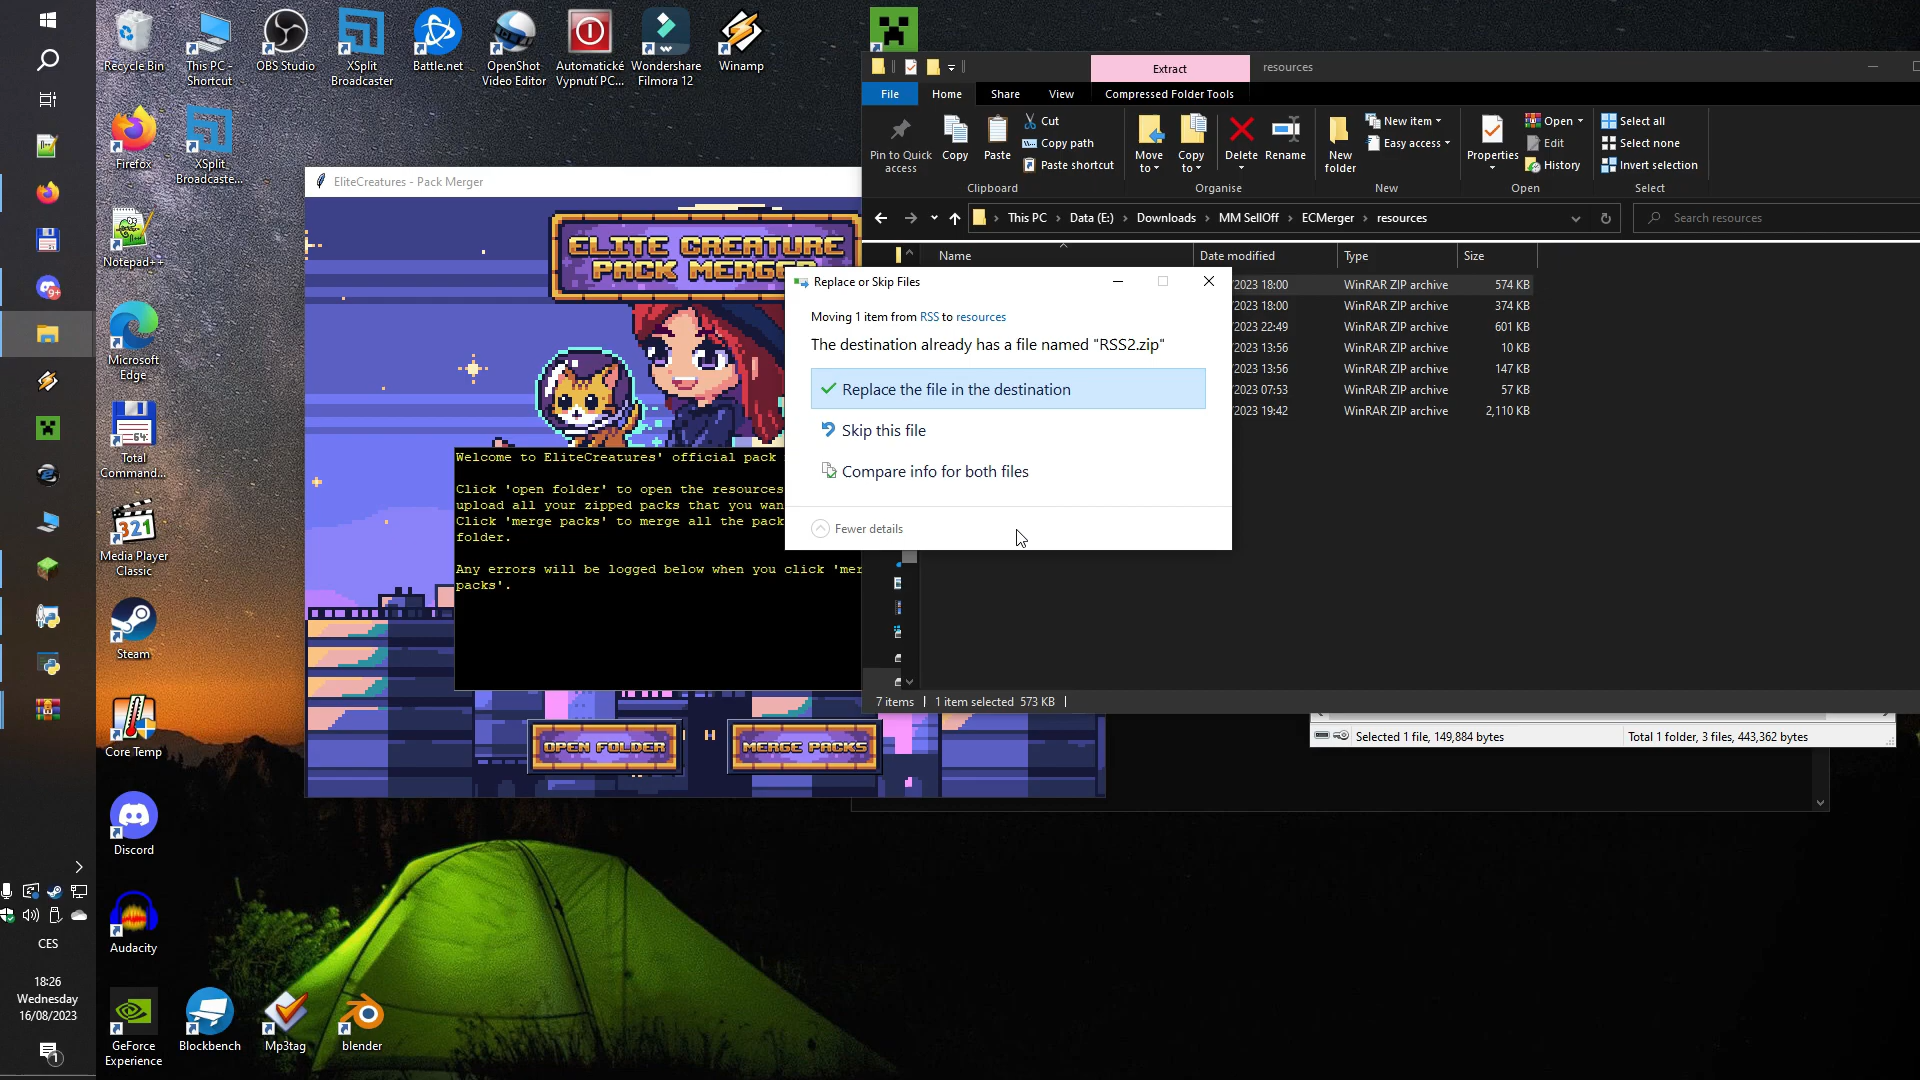 Recycle Bin
This PC -
Shortcut
OBS Studio
XSplit
Broadcaster
Battle.net
OpenShot
Video Editor
Automatické
Vypnutí PC...
Wondershare
Filmora 12
Winamp
Firefox
XSplit
Broadcaste...
Notepad++
Microsoft
Edge
Total
Command...
64:
Media Player
Classic
321
Steam
Core Temp
Discord
Audacity
GeForce
Experience
Blockbench
Mp3tag
blender
9+
CES
18:26
Wednesday
16/08/2023
1
EliteCreatures - Pack Merger
ELITE CREATURE
PACK MERGE
Welcome to EliteCreatures' official pack
Click 'open folder' to open the resources
upload all your zipped packs that you wan
Click 'merge packs' to merge all the pack
folder.
Any errors will be logged below when you click 'mer
packs'.
OPEN FOLDER
MERGE PACKS
Extract
resources
File
Home
Share
View
Compressed Folder Tools
Pin to Quick
access
Copy
Paste
Cut
Copy path
Paste shortcut
Clipboard
Move
to
Copy
to
Delete
Rename
Organise
New
folder
New item
Easy access
New
Properties
Open
Edit
History
Open
Select all
Select none
Invert selection
Select
This PC
Data (E:)
Downloads
MM SellOff
ECMerger
resources
Search resources
Name
Date modified
Type
Size
/2023 18:00 WinRAR ZIP archive 574 KB
/2023 18:00 WinRAR ZIP archive 374 KB
/2023 22:49 WinRAR ZIP archive 601 KB
/2023 13:56 WinRAR ZIP archive 10 KB
/2023 13:56 WinRAR ZIP archive 147 KB
/2023 07:53 WinRAR ZIP archive 57 KB
/2023 19:42 WinRAR ZIP archive 2,110 KB
Replace or Skip Files
Moving 1 item from RSS to resources
The destination already has a file named "RSS2.zip"
Replace the file in the destination
Skip this file
Compare info for both files
Fewer details
7 items
1 item selected 573 KB
Selected 1 file, 149,884 bytes
Total 1 folder, 3 files, 443,362 bytes